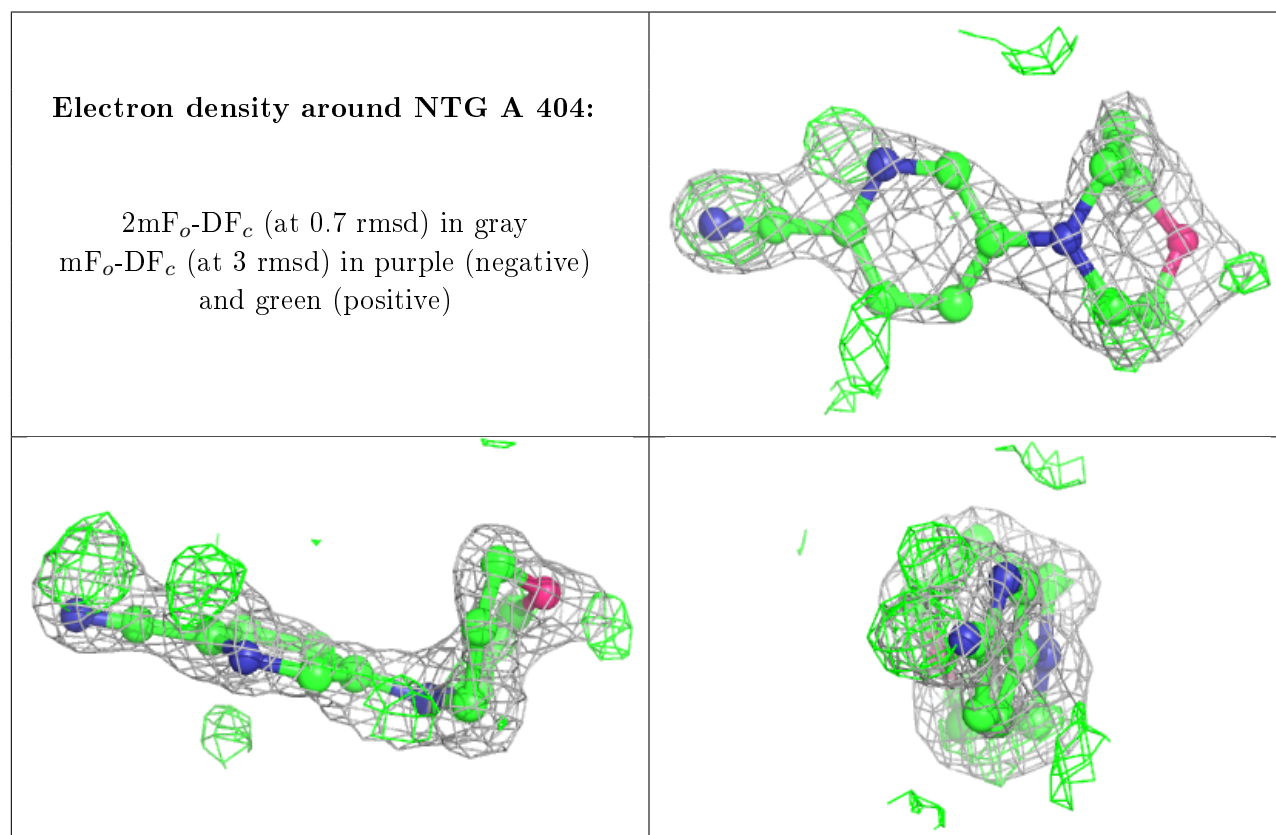 Electron density around NTG A 404:
2mFo-DFc (at 0.7 rmsd) in gray
mFo-DFc (at 3 rmsd) in purple (negative)
and green (positive)